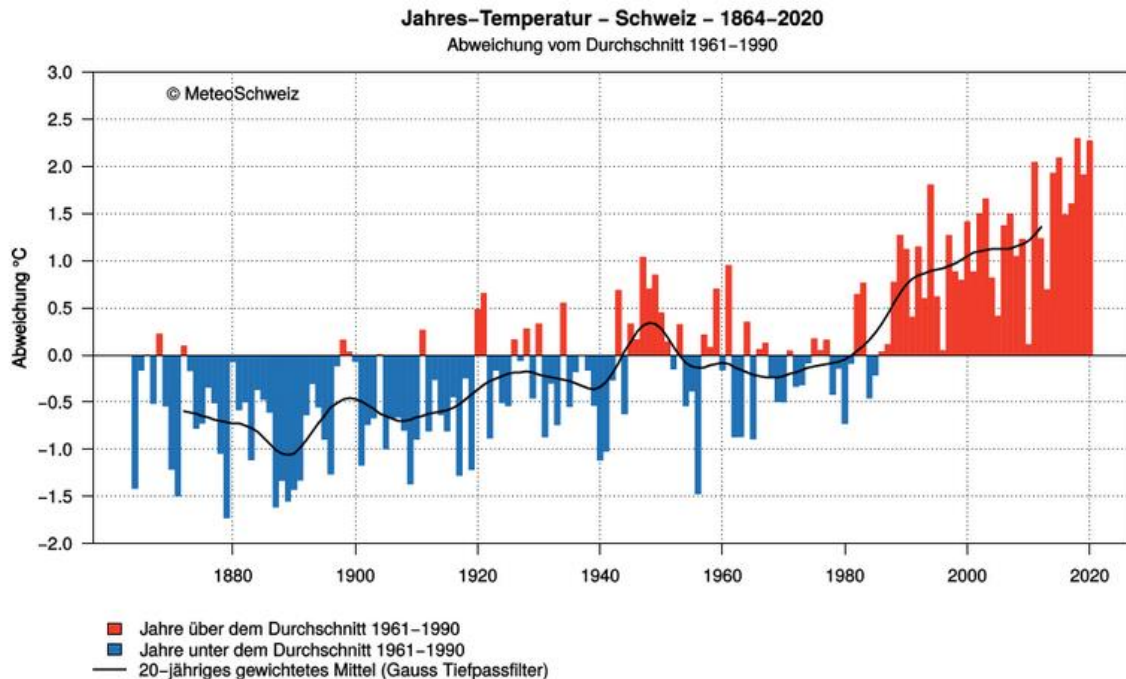 Jahres-Temperatur - Schweiz - 1864-2020
Abweichung vom Durchschnitt 1961-1990
3.0
© MeteoSchweiz
2.5
2.0
1.5
1.0
0.5
0.0
-0.5
-1.0
-1.5
-2.0
Abweichung °C
1880 1900 1920 1940 1960 1980 2000 2020
Jahre über dem Durchschnitt 1961-1990
Jahre unter dem Durchschnitt 1961-1990
20-jähriges gewichtetes Mittel (Gauss Tiefpassfilter)